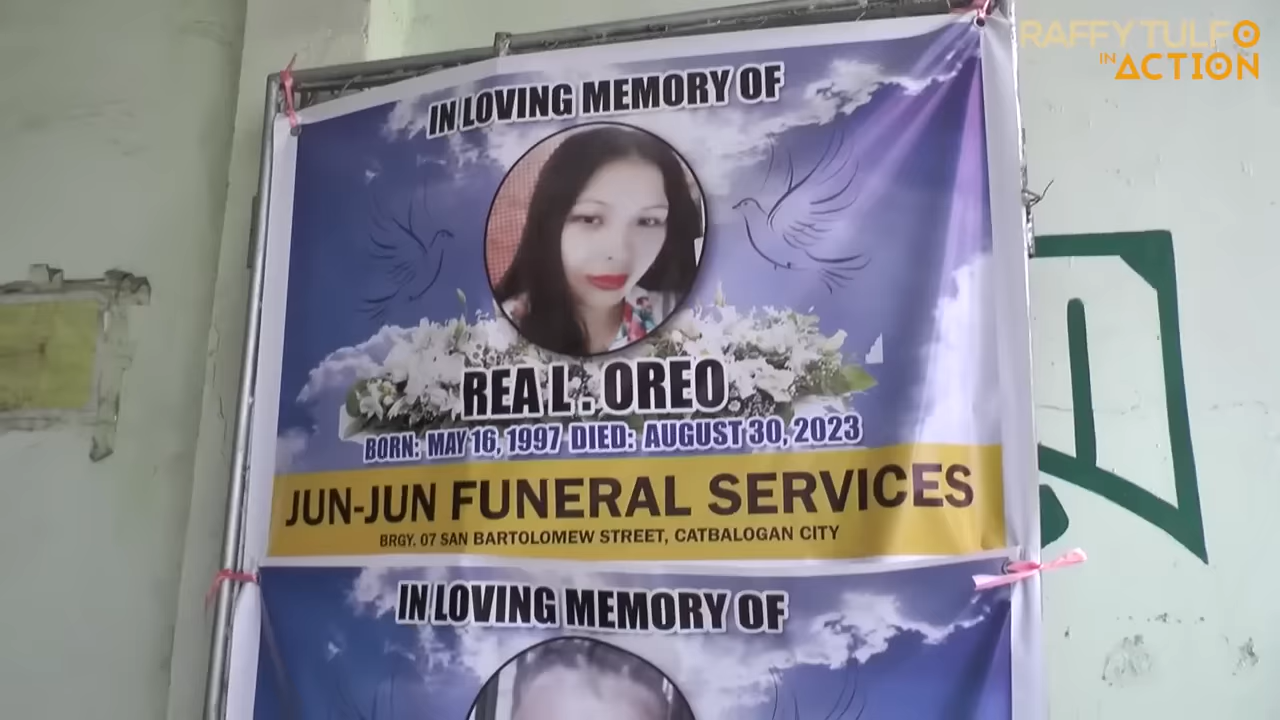 RAFFY TULFO
IN ACTION
IN LOVING MEMORY OF
REA L. OREO
BORN: MAY 16, 1997 DIED: AUGUST 30, 2023
JUN-JUN FUNERAL SERVICES
BRGY. 07 SAN BARTOLOMEW STREET, CATBALOGAN CITY
IN LOVING MEMORY OF